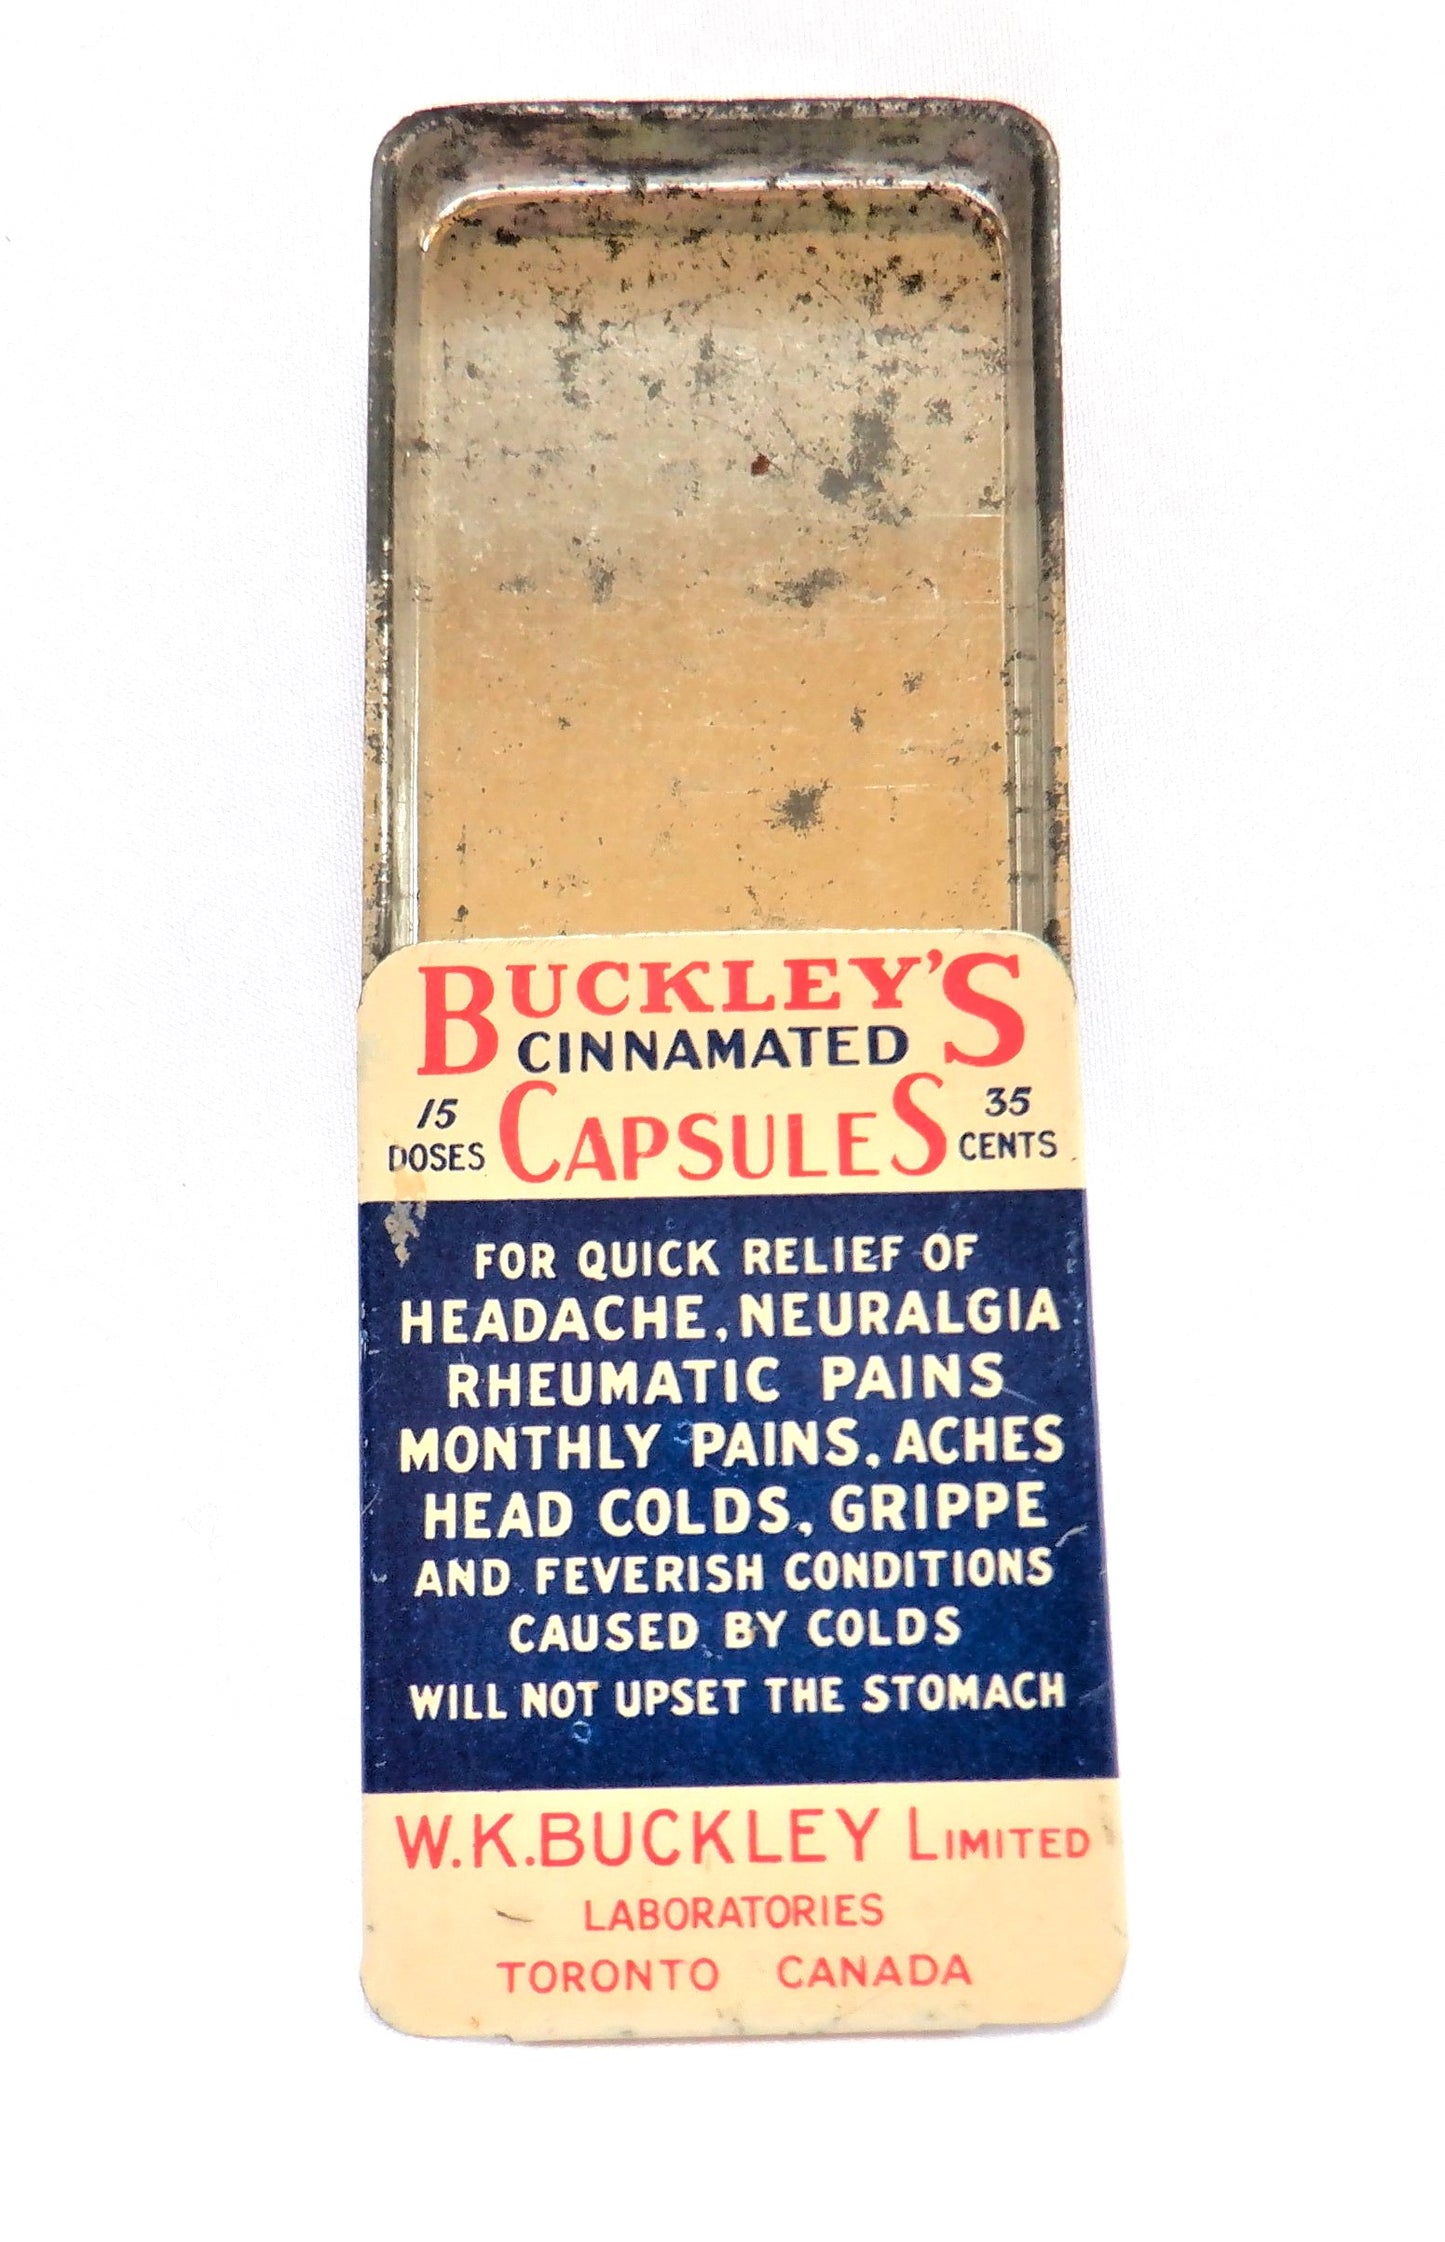 BUCKLEY'S
CINNAMATED
15 DOSES CAPSULES 35 CENTS
FOR QUICK RELIEF OF
HEADACHE, NEURALGIA
RHEUMATIC PAINS
MONTHLY PAINS, ACHES
HEAD COLDS, GRIPPE
AND FEVERISH CONDITIONS
CAUSED BY COLDS
WILL NOT UPSET THE STOMACH
W.K.BUCKLEY LIMITED
LABORATORIES
TORONTO CANADA